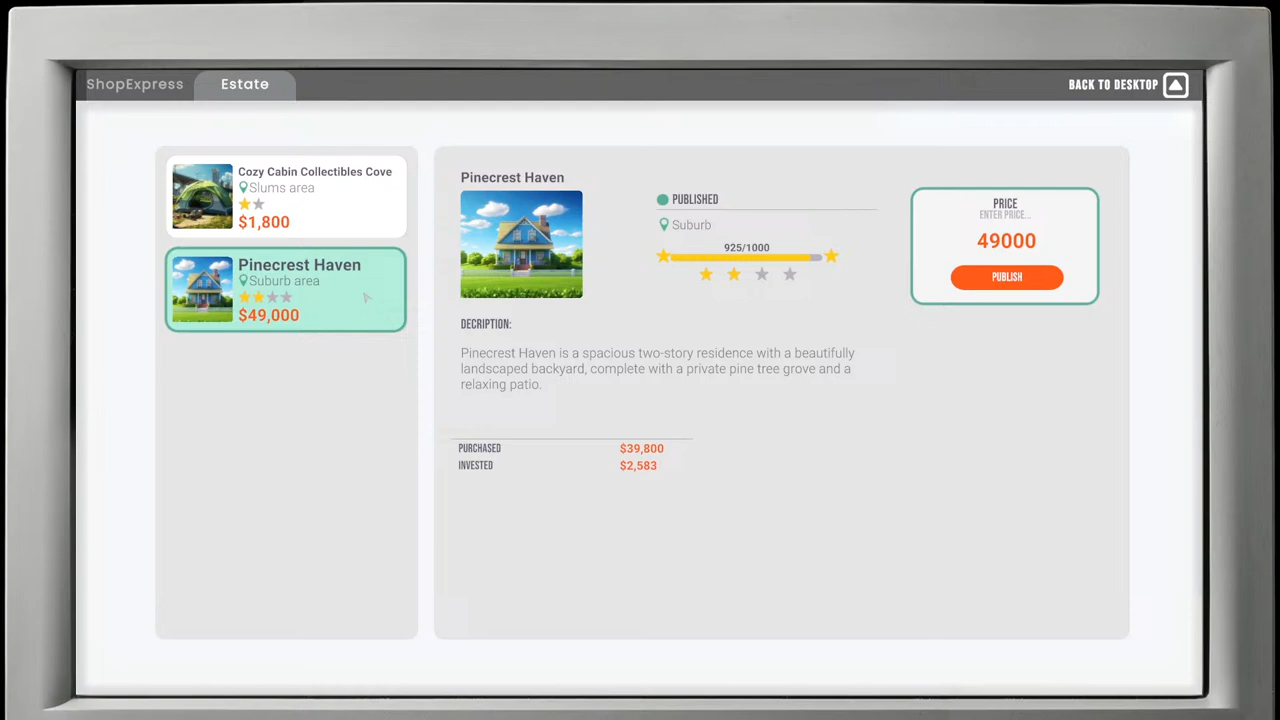 ShopExpress
Estate
BACK TO DESKTOP
Cozy Cabin Collectibles Cove
Slums area
$1,800
Pinecrest Haven
Suburb area
$49,000
Pinecrest Haven
PUBLISHED
Suburb
925/1000
DECRIPTION:
Pinecrest Haven is a spacious two-story residence with a beautifully
landscaped backyard, complete with a private pine tree grove and a
relaxing patio.
PURCHASED $39,800
INVESTED $2,583
PRICE
ENTER PRICE...
49000
PUBLISH